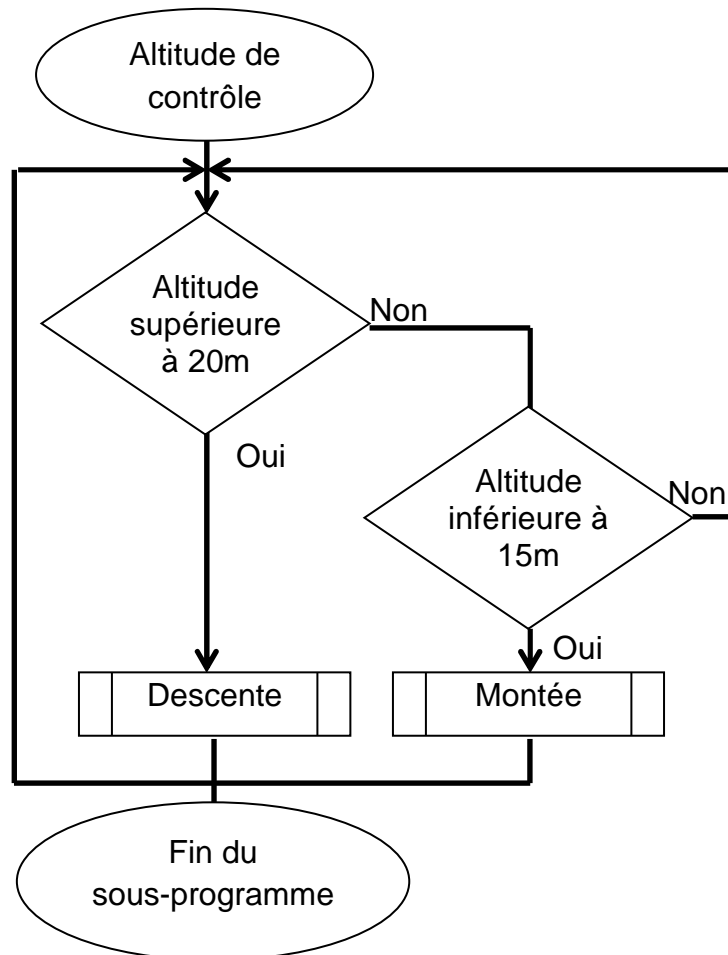 Altitude de
contrôle
Altitude
supérieure
à 20m
Non
Oui
Altitude
inférieure à
15m
Non
Oui
Descente
Montée
Fin du
sous-programme